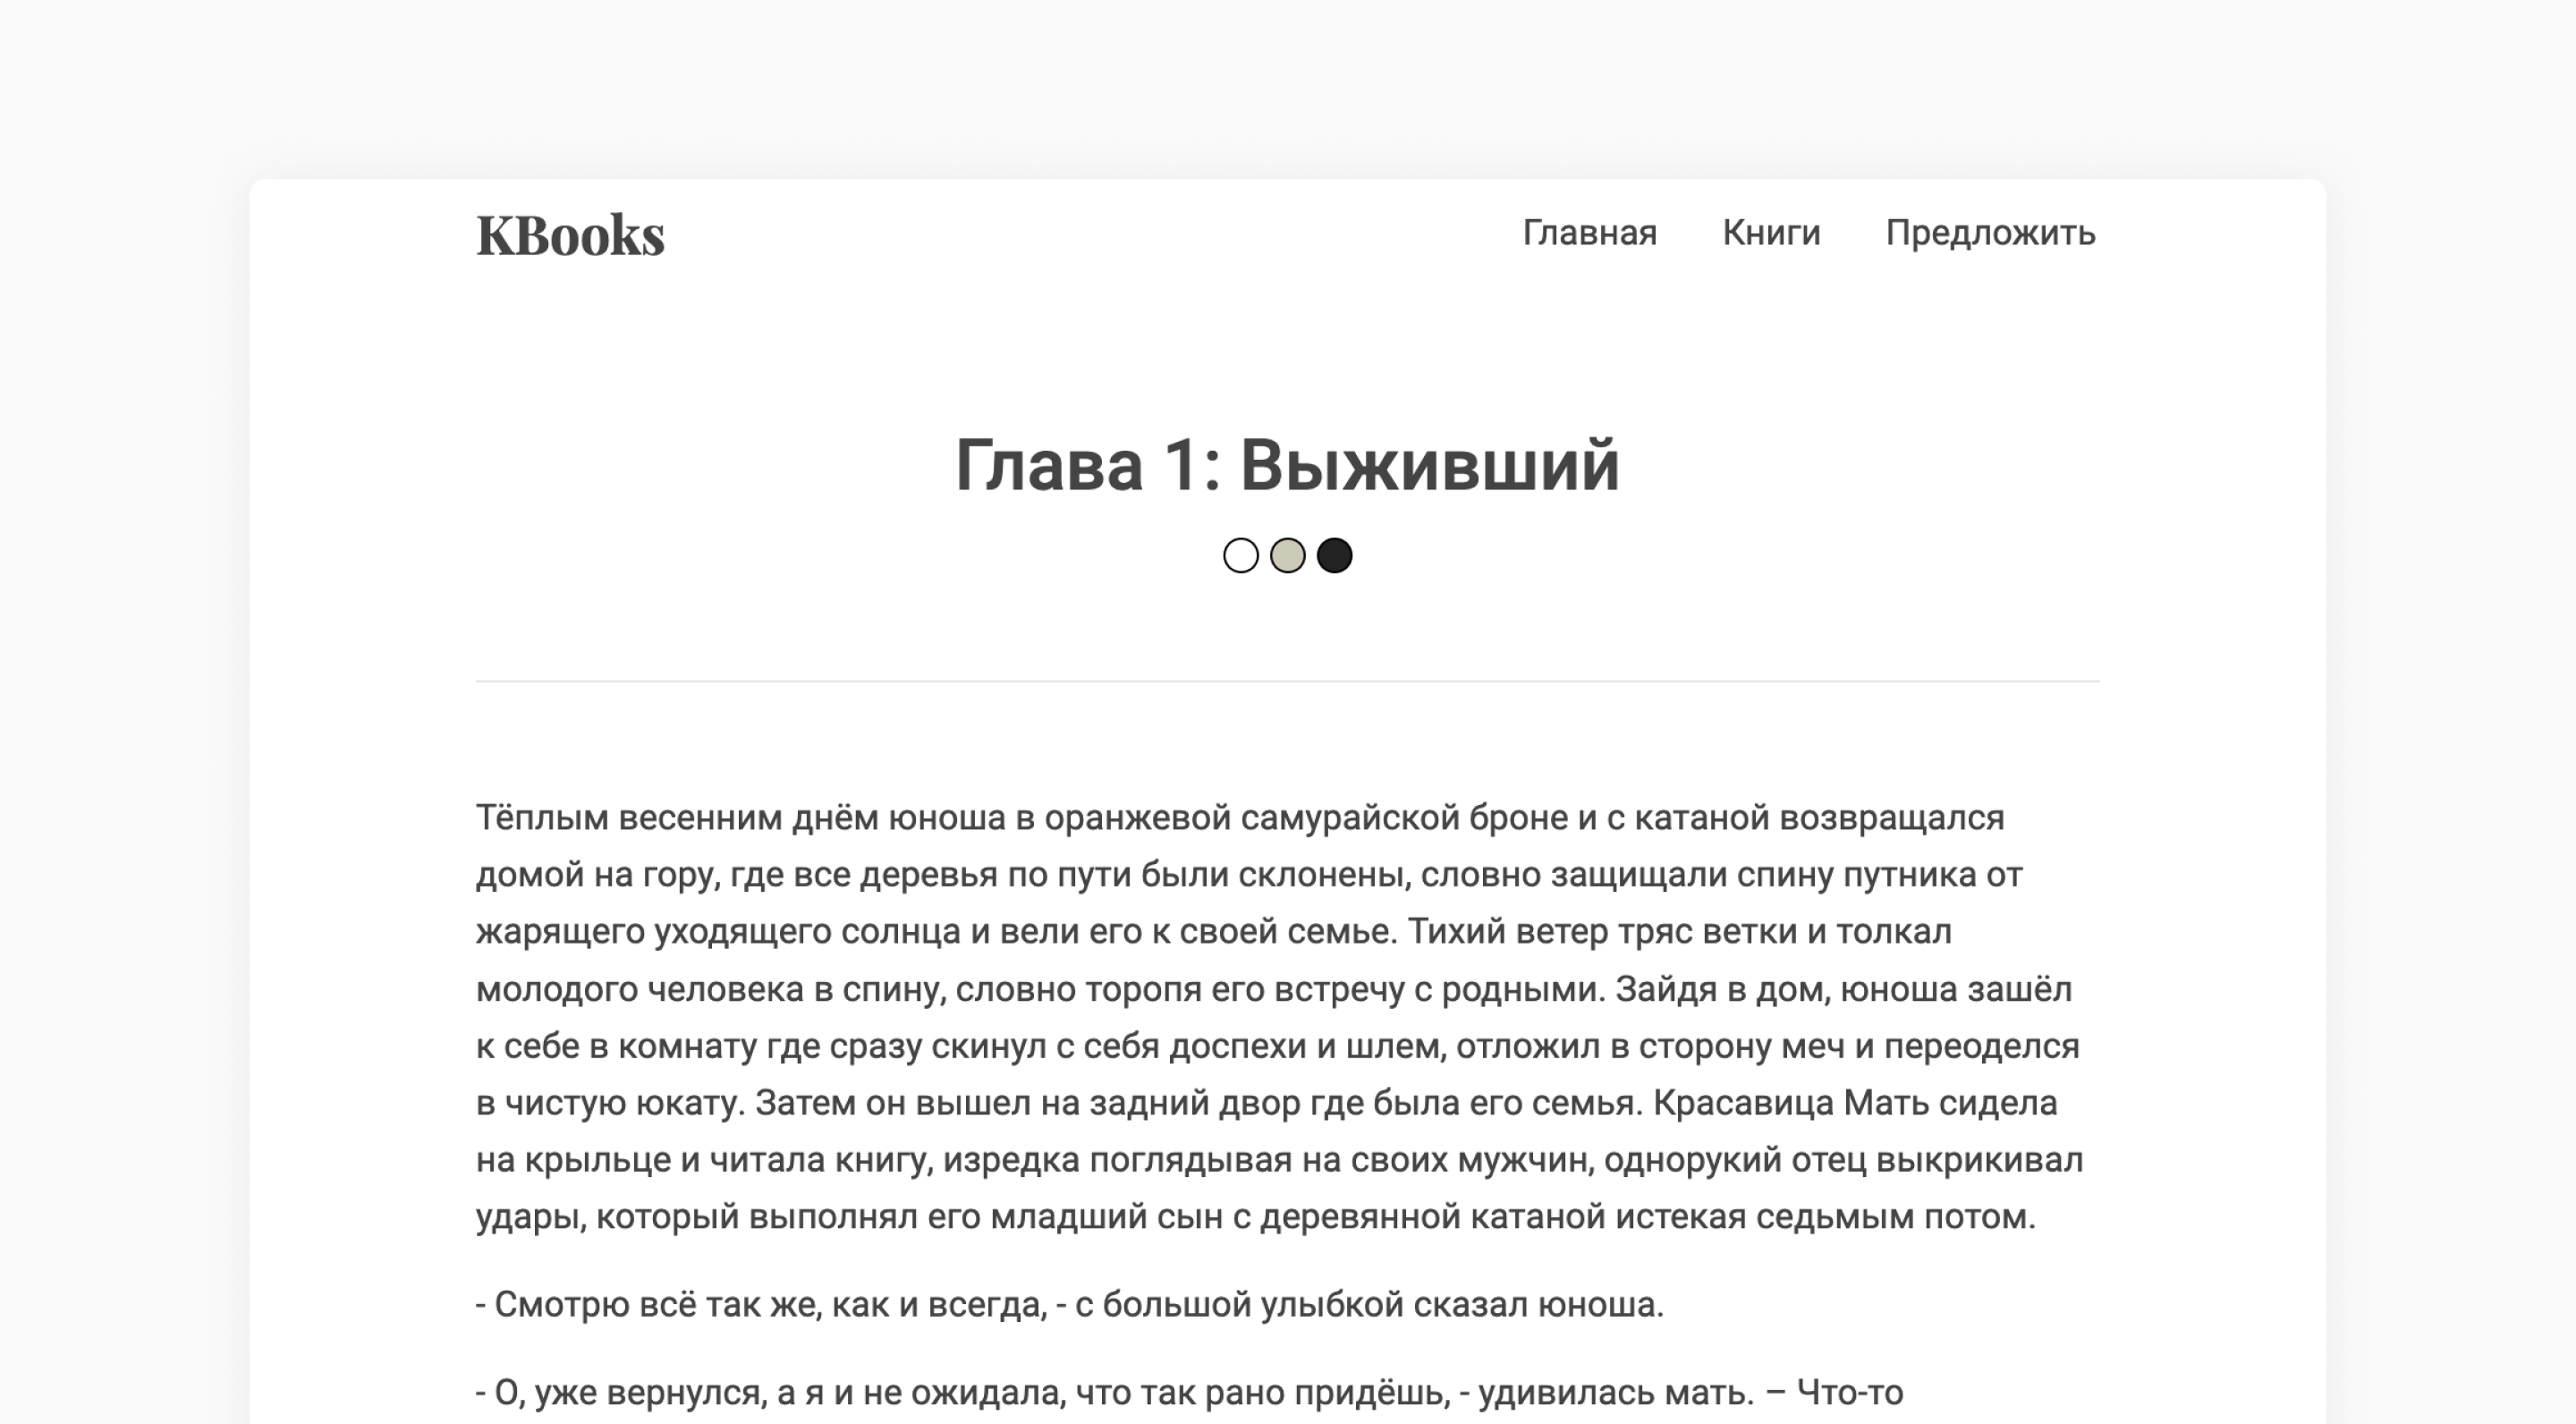 KBooks
Главная Книги Предложить
Глава 1: Выживший
Тёплым весенним днём юноша в оранжевой самурайской броне и с катаной возвращался
домой на гору, где все деревья по пути были склонены, словно защищали спину путника от
жарящего уходящего солнца и вели его к своей семье. Тихий ветер тряс ветки и толкал
молодого человека в спину, словно торопя его встречу с родными. Зайдя в дом, юноша зашёл
к себе в комнату где сразу скинул с себя доспехи и шлем, отложил в сторону меч и переоделся
в чистую юкату. Затем он вышел на задний двор где была его семья. Красавица Мать сидела
на крыльце и читала книгу, изредка поглядывая на своих мужчин, однорукий отец выкрикивал
удары, который выполнял его младший сын с деревянной катаной истекая седьмым потом.
- Смотрю всё так же, как и всегда, - с большой улыбкой сказал юноша.
- О, уже вернулся, а я и не ожидала, что так рано придёшь, - удивилась мать. – Что-то